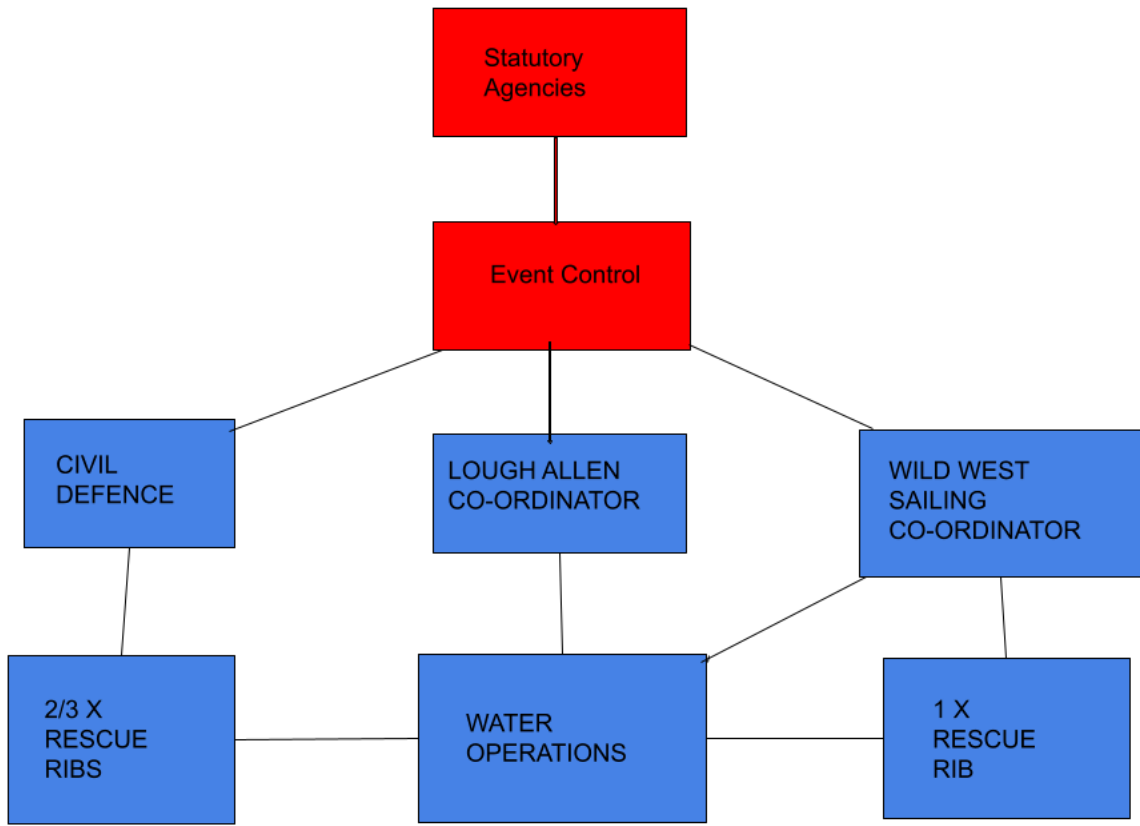 Statutory
Agencies
Event Control
CIVIL
DEFENCE
LOUGH ALLEN
CO-ORDINATOR
WILD WEST
SAILING
CO-ORDINATOR
2/3 X
RESCUE
RIBS
WATER
OPERATIONS
1 X
RESCUE
RIB